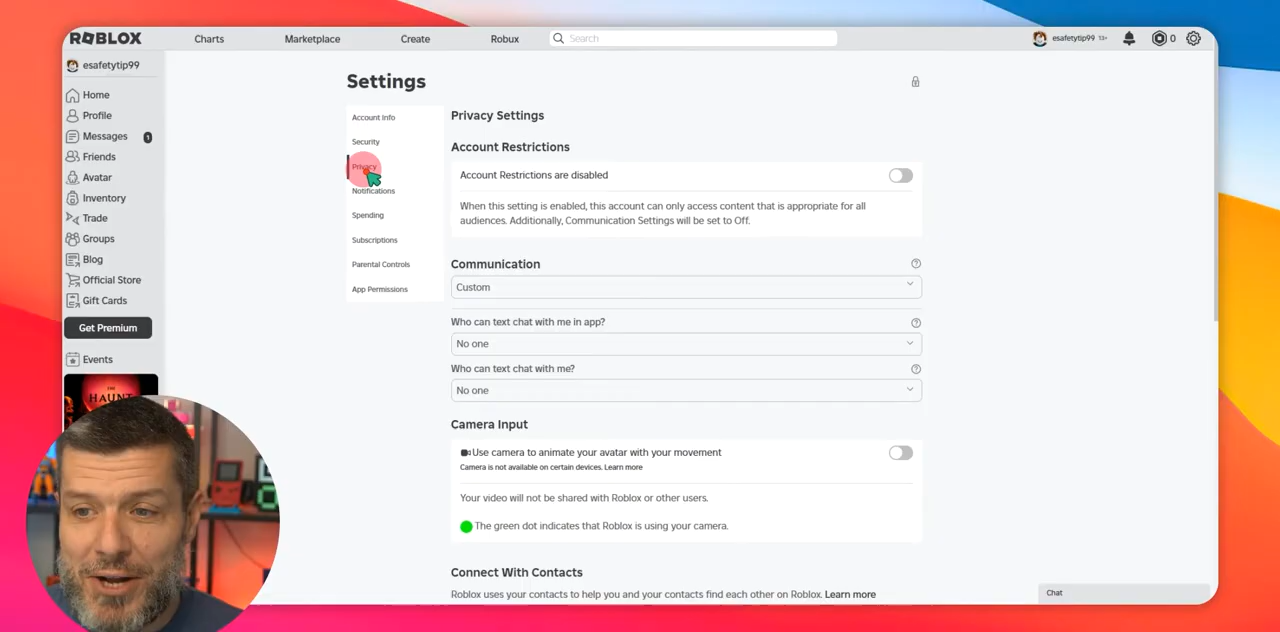 ROBLOX
Charts
Marketplace
Create
Robux
Search
esafetytip99 13+
0
esafetytip99
Home
Profile
Messages
1
Friends
Avatar
Inventory
Trade
Groups
Blog
Official Store
Gift Cards
Get Premium
Events
THE
HAUNT
Settings
Account Info
Security
Privacy
Notifications
Spending
Subscriptions
Parental Controls
App Permissions
Privacy Settings
Account Restrictions
Account Restrictions are disabled
When this setting is enabled, this account can only access content that is appropriate for all
audiences. Additionally, Communication Settings will be set to Off.
Communication
Custom
Who can text chat with me in app?
No one
Who can text chat with me?
No one
Camera Input
Use camera to animate your avatar with your movement
Camera is not available on certain devices. Learn more
Your video will not be shared with Roblox or other users.
The green dot indicates that Roblox is using your camera.
Connect With Contacts
Roblox uses your contacts to help you and your contacts find each other on Roblox. Learn more
Chat